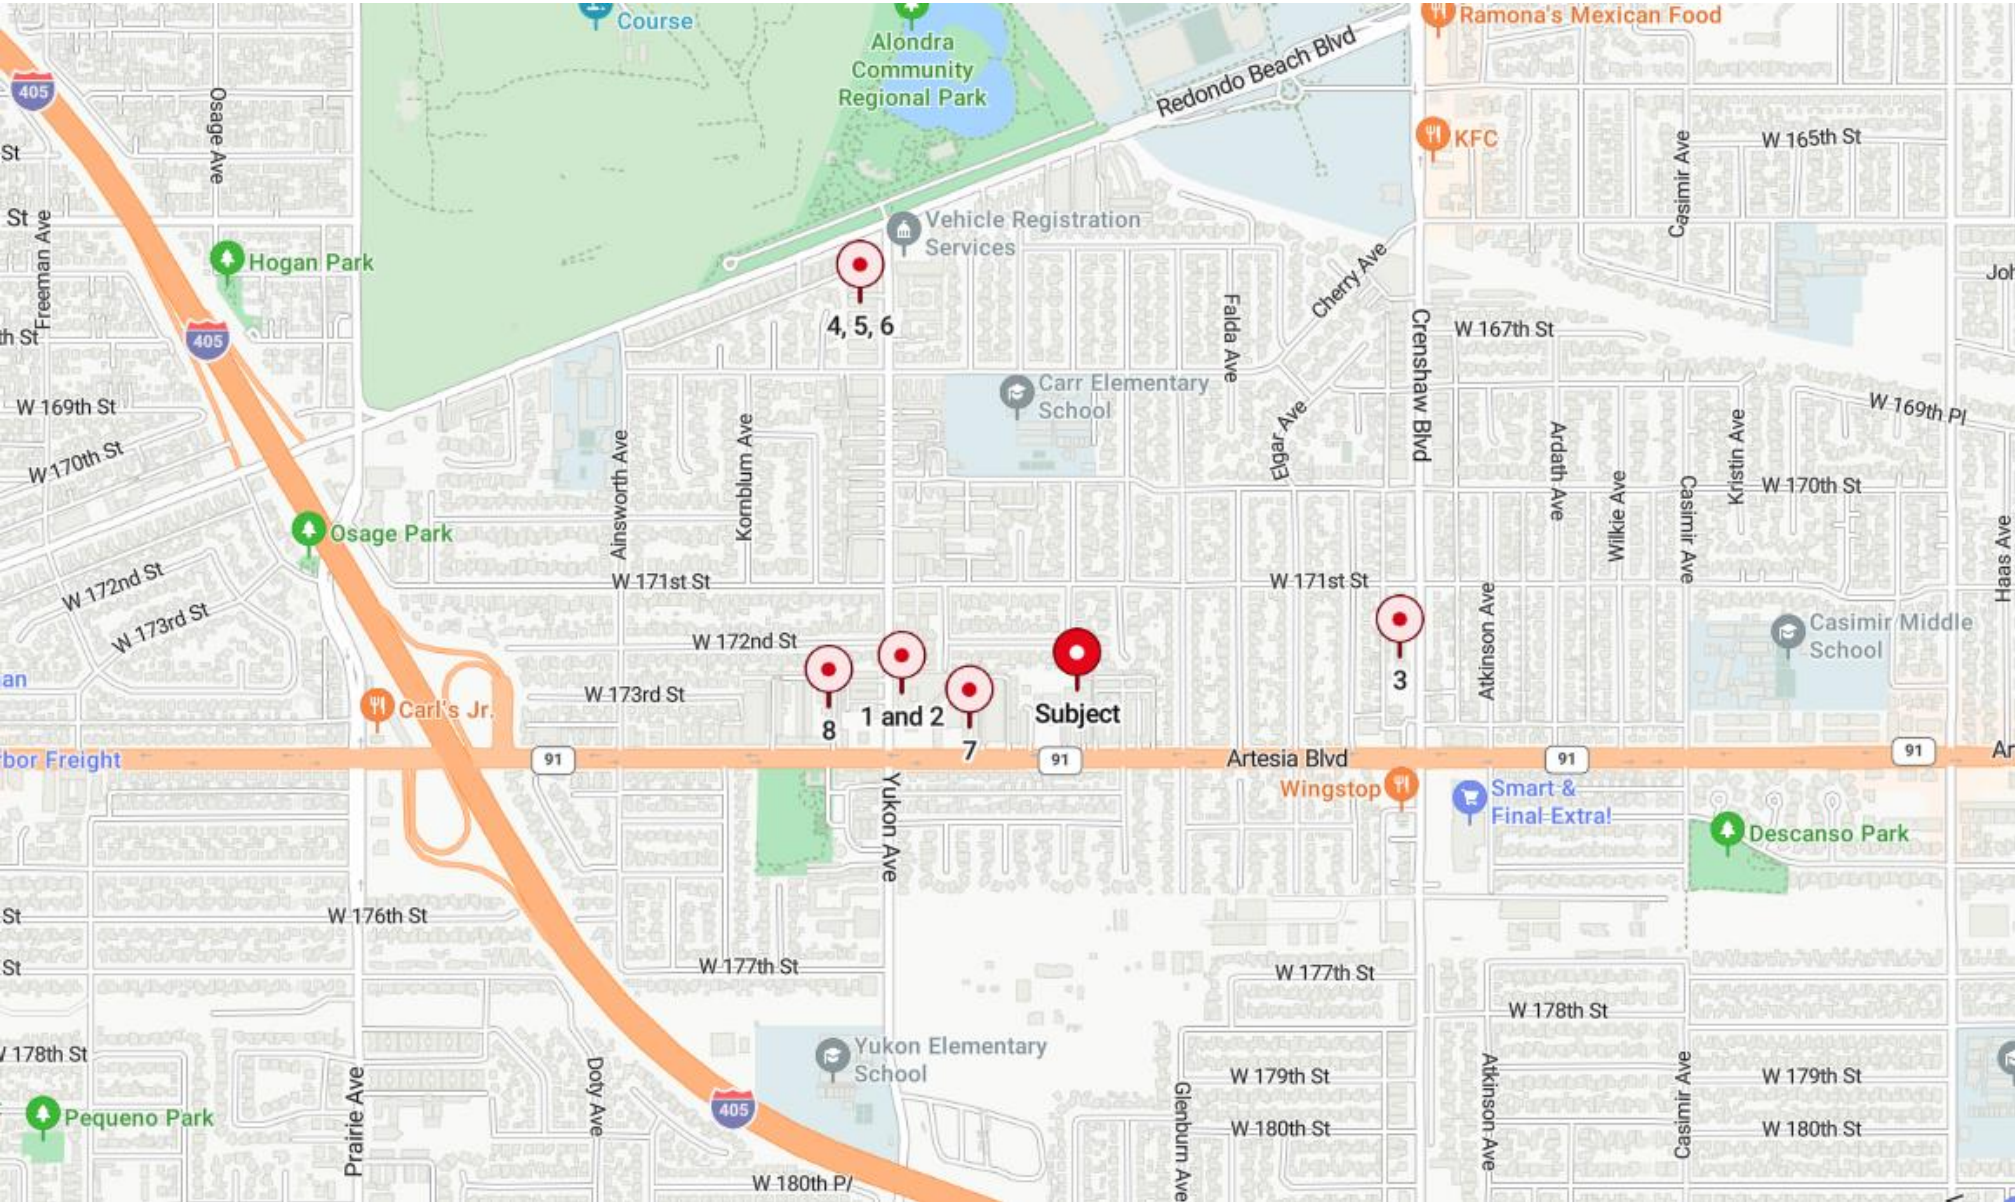 Course
Alondra
Community
Regional Park
Redondo Beach Blvd
Ramona's Mexican Food
405
Osage Ave
KFC
Casimir Ave
W 165th St
St
St
Freeman Ave
Hogan Park
Vehicle Registration
Services
4, 5, 6
Falda Ave
Cherry Ave
Crenshaw Blvd
W 167th St
Joh
th St
405
Carr Elementary
School
W 169th St
W 169th Pl
W 170th St
Ainsworth Ave
Kornblum Ave
Elgar Ave
Ardath Ave
Wilkie Ave
Casimir Ave
Kristin Ave
W 170th St
Haas Ave
Osage Park
W 172nd St
W 173rd St
W 171st St
W 171st St
Atkinson Ave
W 172nd St
W 173rd St
Casimir Middle
School
an
Carl's Jr.
8
1 and 2
7
Subject
3
rbor Freight
91
91
Artesia Blvd
91
91
Ar
Yukon Ave
Wingstop
Smart &
Final Extra!
Descanso Park
St
W 176th St
St
W 177th St
W 177th St
W 178th St
W 178th St
Prairie Ave
Doty Ave
Yukon Elementary
School
405
Glenburn Ave
W 179th St
Atkinson Ave
Casimir Ave
W 179th St
Pequeno Park
W 180th St
W 180th St
W 180th P/